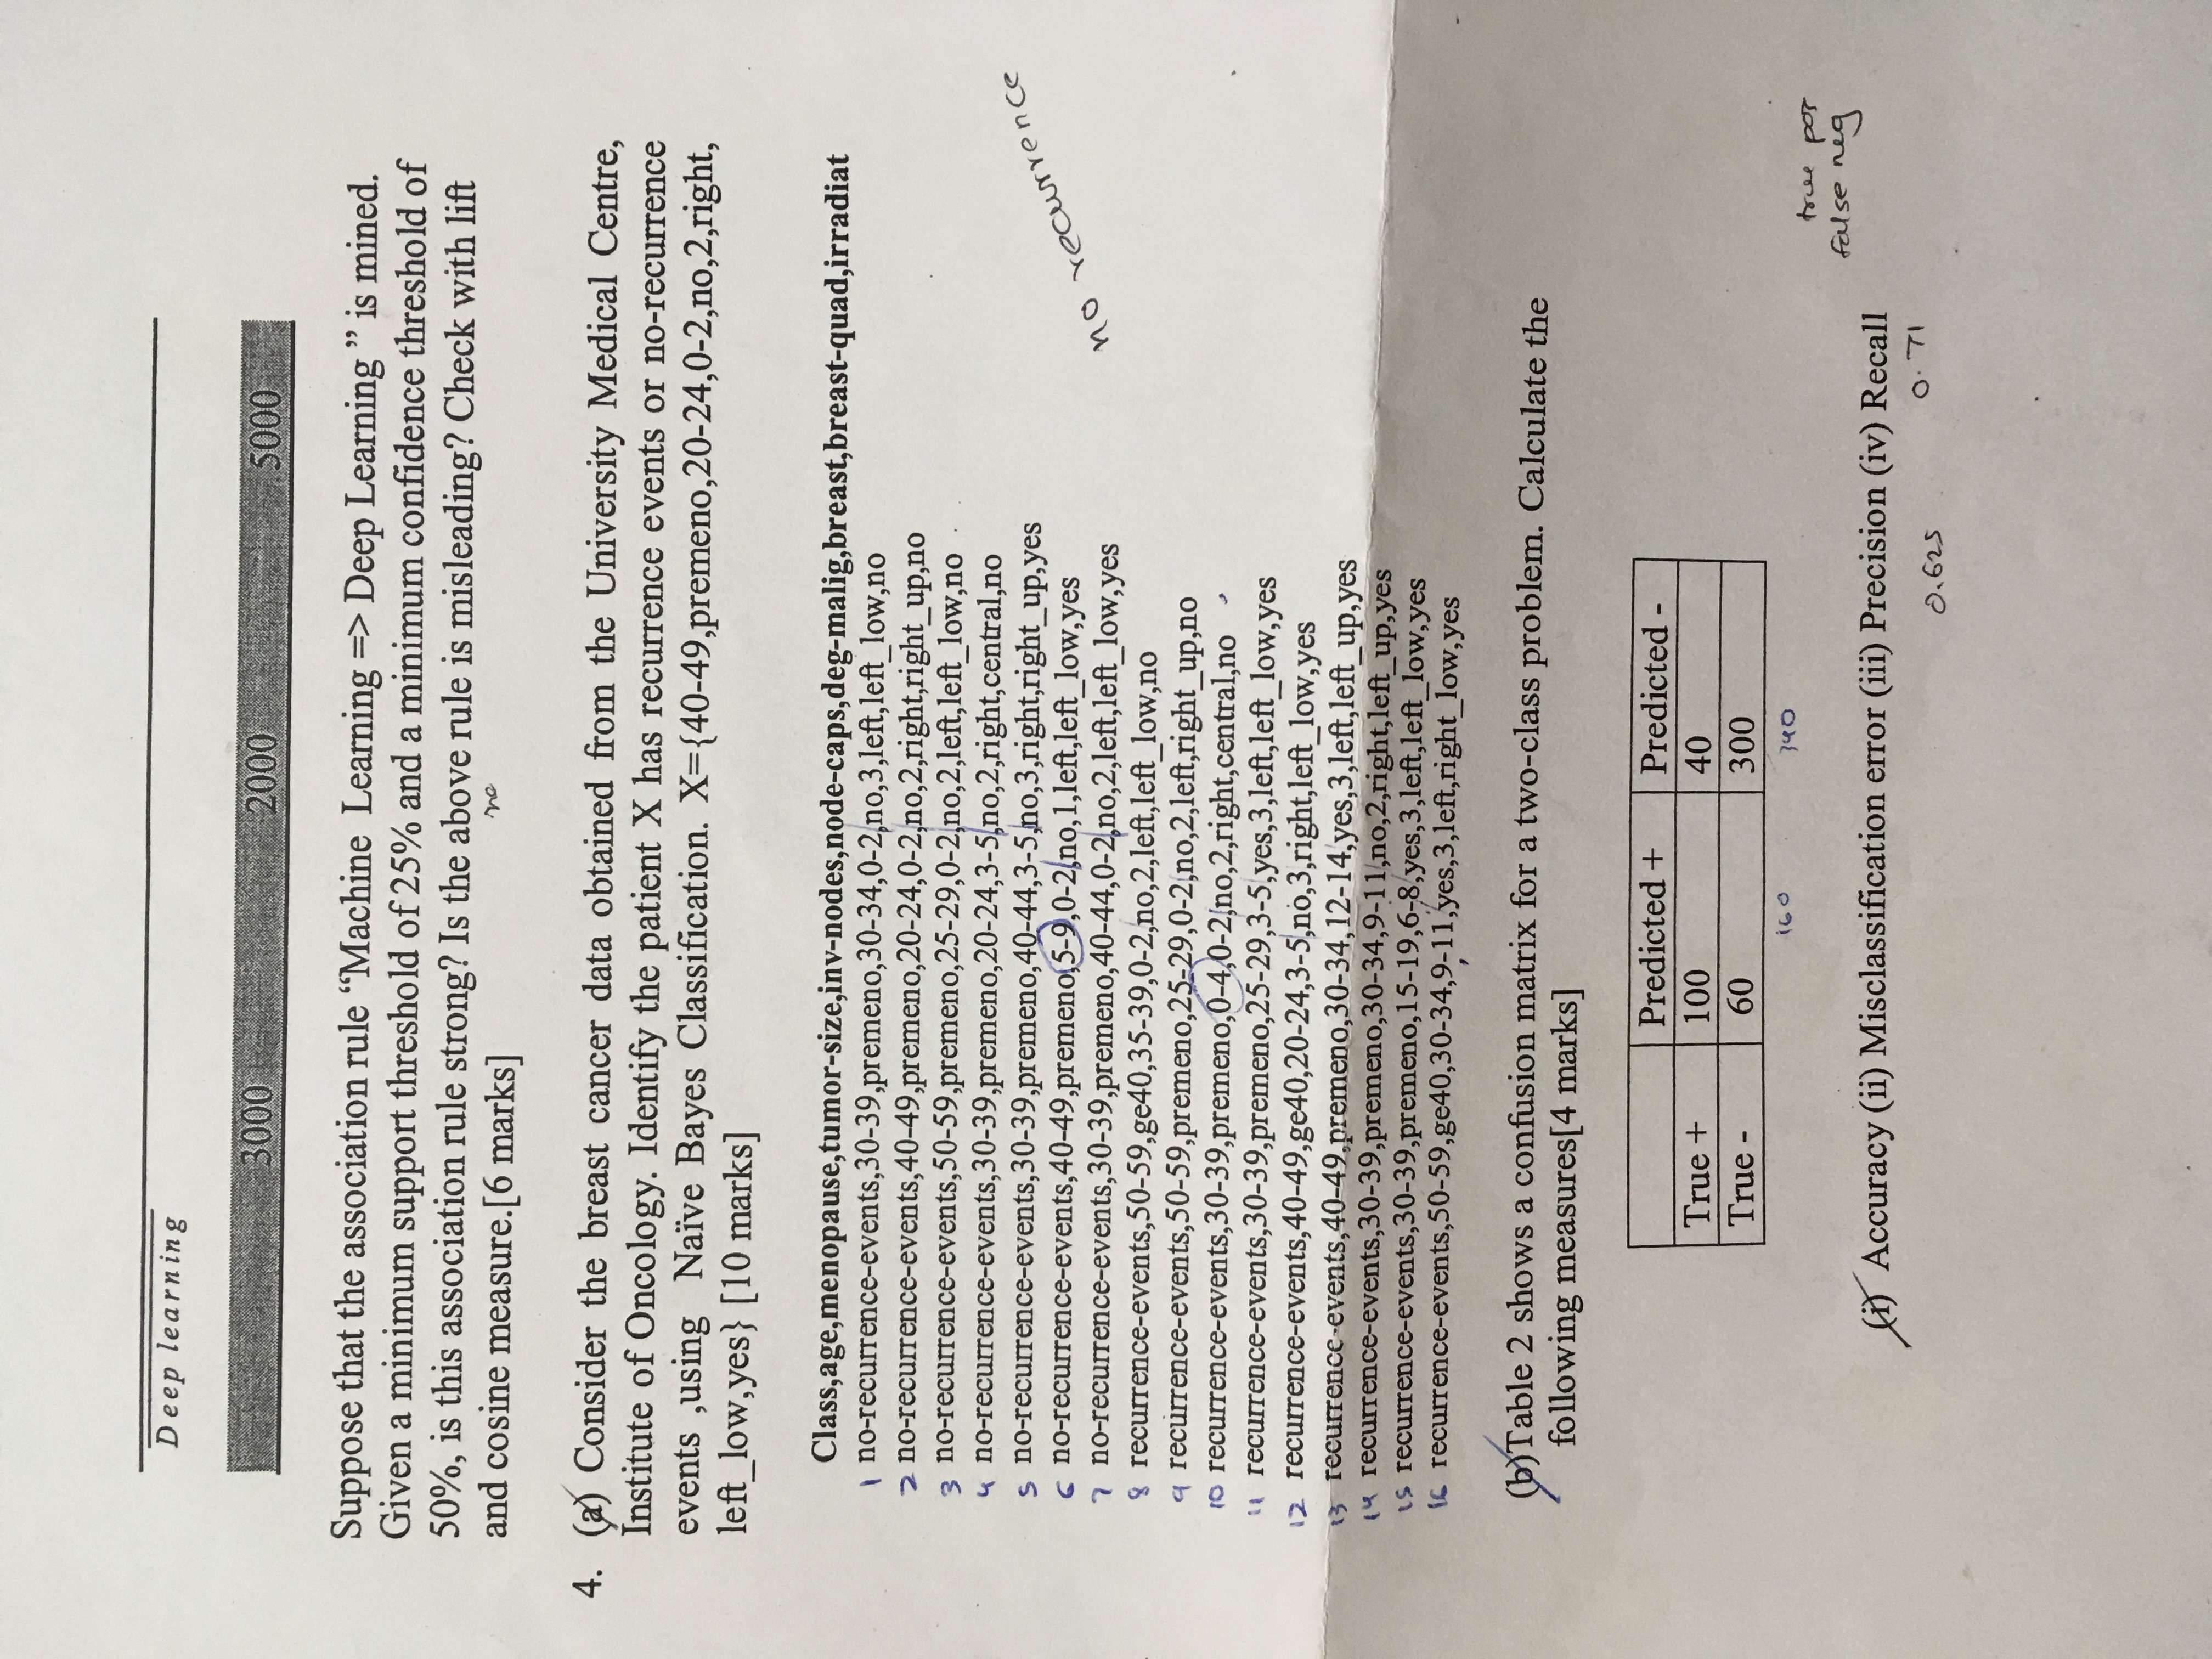 Deep learning
3000 2000 5000
Suppose that the association rule “Machine Learning => Deep Learning ” is mined.
Given a minimum support threshold of 25% and a minimum confidence threshold of
50%, is this association rule strong? Is the above rule is misleading? Check with lift
and cosine measure.[6 marks]
no
4. (a) Consider the breast cancer data obtained from the University Medical Centre,
Institute of Oncology. Identify the patient X has recurrence events or no-recurrence
events ,using Naïve Bayes Classification. X={40-49,premeno,20-24,0-2,no,2,right,
left_low,yes} [10 marks]
Class,age,menopause,tumor-size,inv-nodes,node-caps,deg-malig,breast,breast-quad,irradiat
1 no-recurrence-events,30-39,premeno,30-34,0-2,no,3,left,left_low,no
2 no-recurrence-events,40-49,premeno,20-24,0-2,no,2,right,right_up,no
3 no-recurrence-events,50-59,premeno,25-29,0-2,no,2,left,left_low,no
4 no-recurrence-events,30-39,premeno,20-24,3-5,no,2,right,central,no
5 no-recurrence-events,30-39,premeno,40-44,3-5,no,3,right,right_up,yes
6 no-recurrence-events,40-49,premeno,5-9,0-2,no,1,left,left_low,yes
7 no-recurrence-events,30-39,premeno,40-44,0-2,no,2,left,left_low,yes
no recurrence
8 recurrence-events,50-59,ge40,35-39,0-2,no,2,left,left_low,no
9 recurrence-events,50-59,premeno,25-29,0-2,no,2,left,right_up,no
10 recurrence-events,30-39,premeno,0-4,0-2,no,2,right,central,no
11 recurrence-events,30-39,premeno,25-29,3-5,yes,3,left,left_low,yes
12 recurrence-events,40-49,ge40,20-24,3-5,no,3,right,left_low,yes
13 recurrence-events,40-49,premeno,30-34,12-14,yes,3,left,left_up,yes
14 recurrence-events,30-39,premeno,30-34,9-11,no,2,right,left_up,yes
15 recurrence-events,30-39,premeno,15-19,6-8,yes,3,left,left_low,yes
16 recurrence-events,50-59,ge40,30-34,9-11,yes,3,left,right_low,yes
(b)Table 2 shows a confusion matrix for a two-class problem. Calculate the
following measures[4 marks]
Predicted + Predicted -
True + 100 40
True - 60 300
160 340
true pos
false neg
(i) Accuracy (ii) Misclassification error (iii) Precision (iv) Recall
0.625 0.71